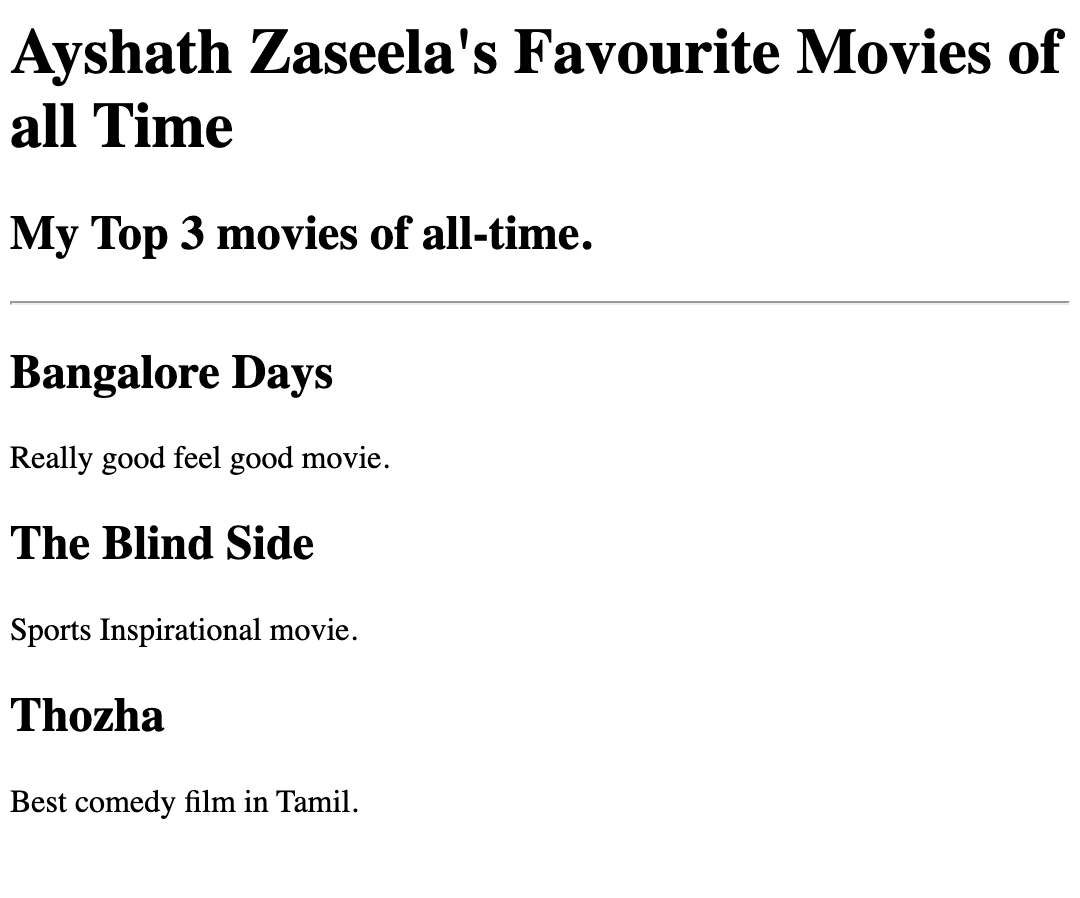 Ayshath Zaseela's Favourite Movies of
all Time
My Top 3 movies of all-time.
Bangalore Days
Really good feel good movie.
The Blind Side
Sports Inspirational movie.
Thozha
Best comedy film in Tamil.